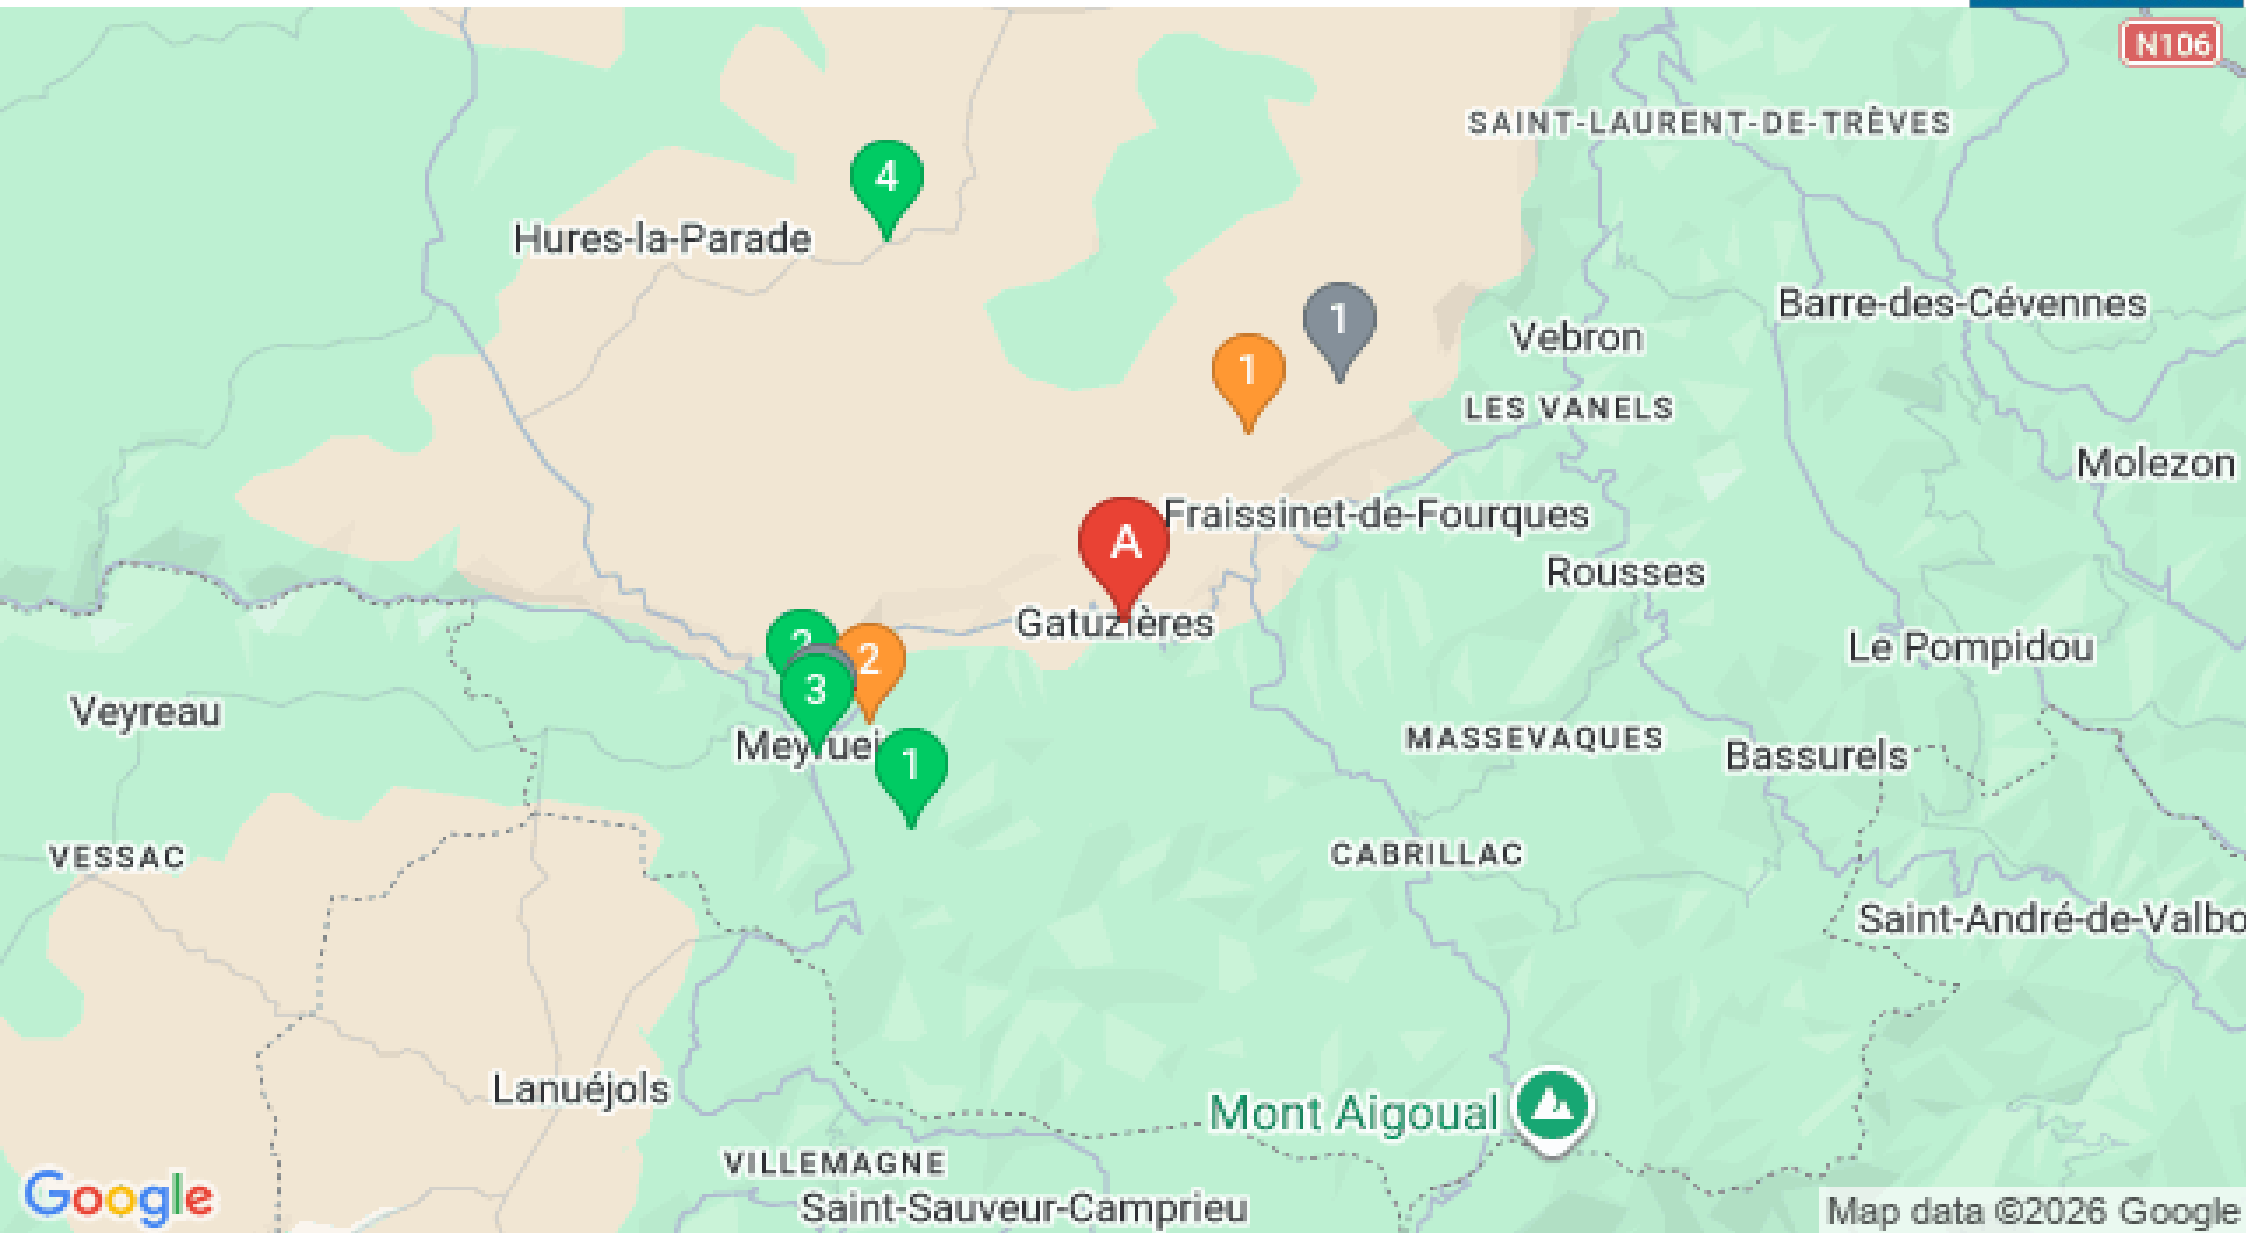 N106
SAINT-LAURENT-DE-TRÈVES
4
Hures-la-Parade
1
Barre-des-Cévennes
Vebron
1
LES VANELS
Molezon
Fraissinet-de-Fourques
A
Rousses
Gatuzières
Le Pompidou
2
2
3
Veyreau
MASSEVAQUES
Bassurels
1
VESSAC
CABRILLAC
Saint-André-de-Valbo
Lanuéjols
Mont Aigoual
VILLEMAGNE
Google
Saint-Sauveur-Camprieu
Map data ©2026 Google